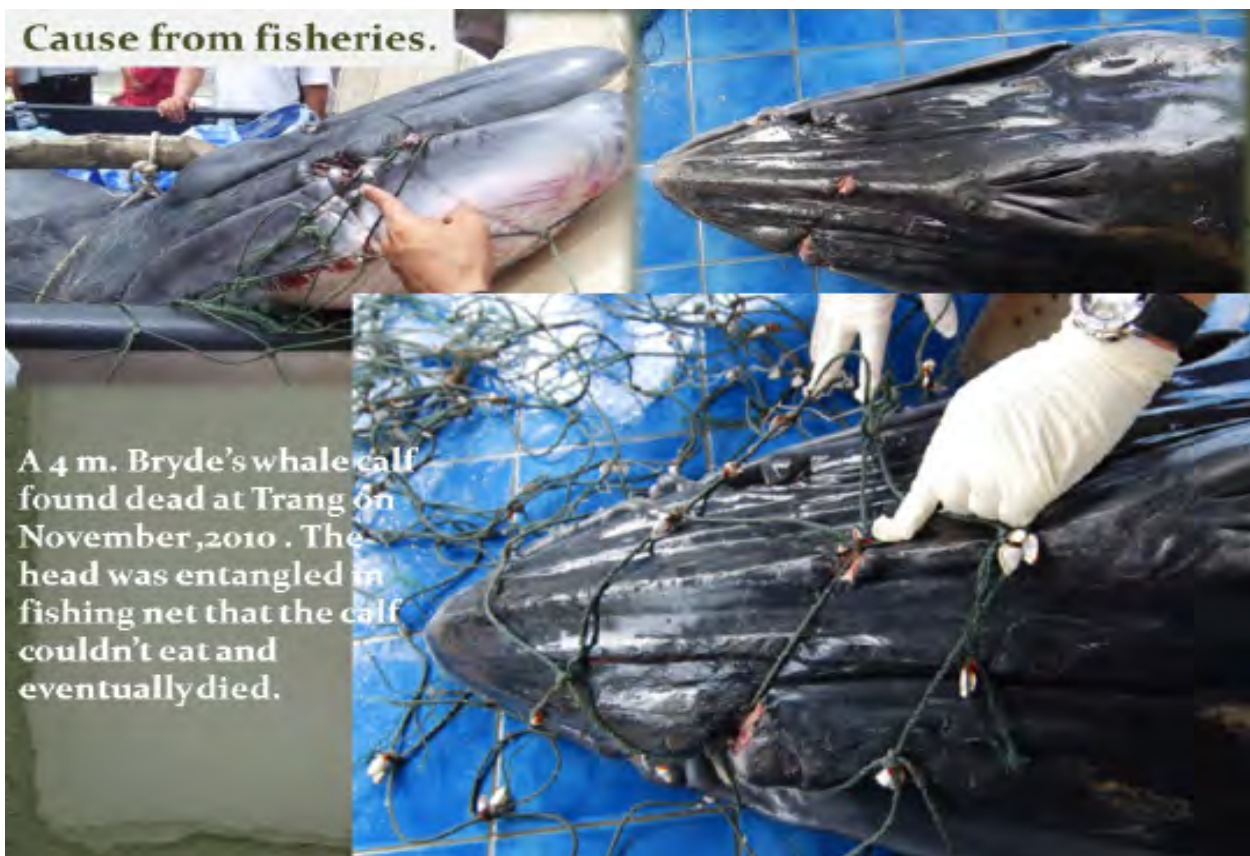 Cause from fisheries.
A 4 m. Bryde's whale calf
found dead at Trang on
November ,2010 . The
head was entangled in
fishing net that the calf
couldn't eat and
eventually died.